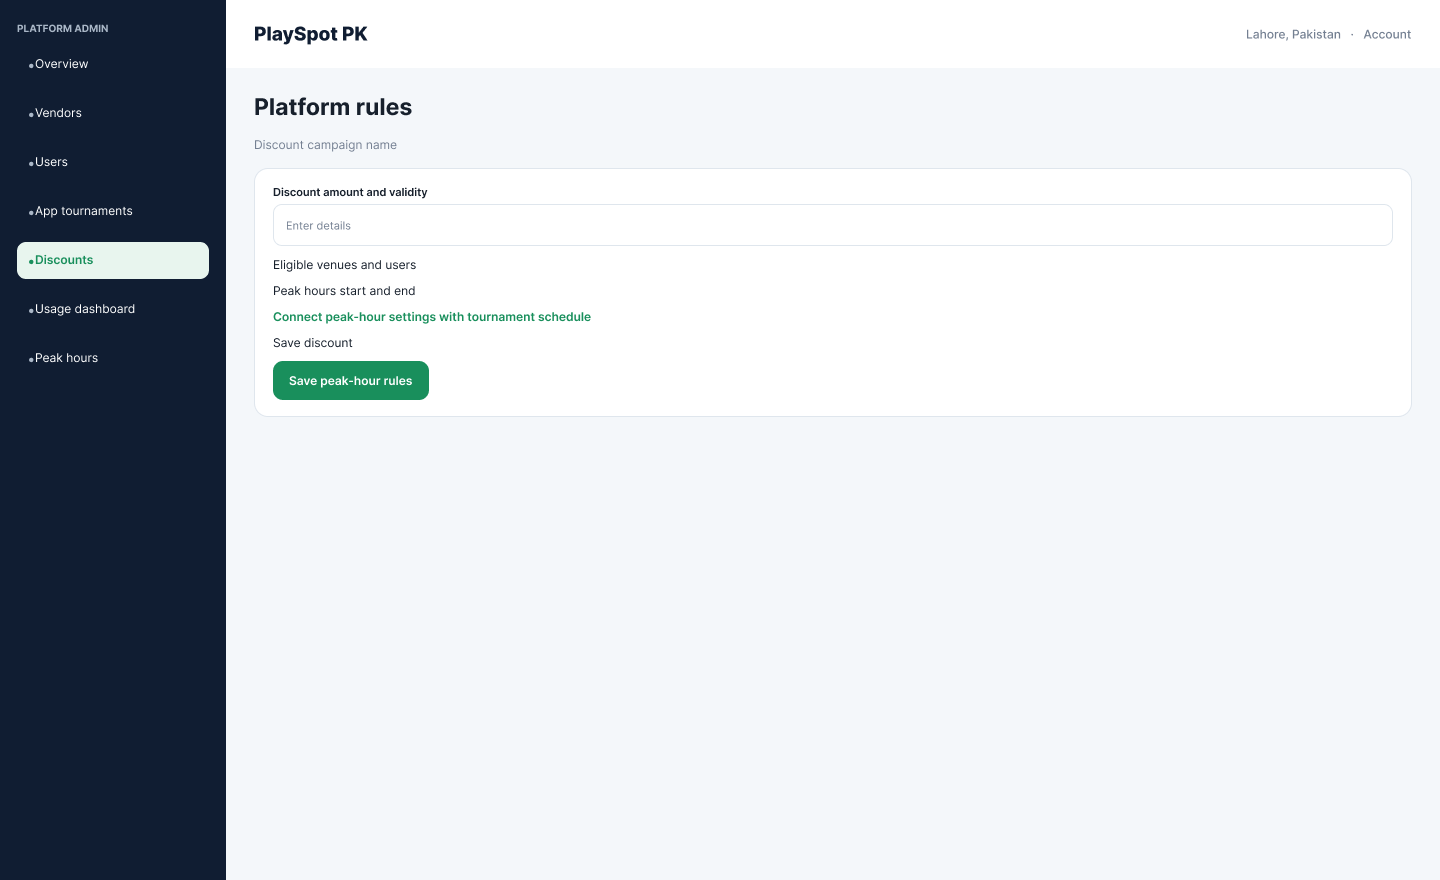 PLATFORM ADMIN
Overview
Vendors
Users
App tournaments
Discounts
Usage dashboard
Peak hours
PlaySpot PK
Lahore, Pakistan · Account
Platform rules
Discount campaign name
Discount amount and validity
Enter details
Eligible venues and users
Peak hours start and end
Connect peak-hour settings with tournament schedule
Save discount
Save peak-hour rules